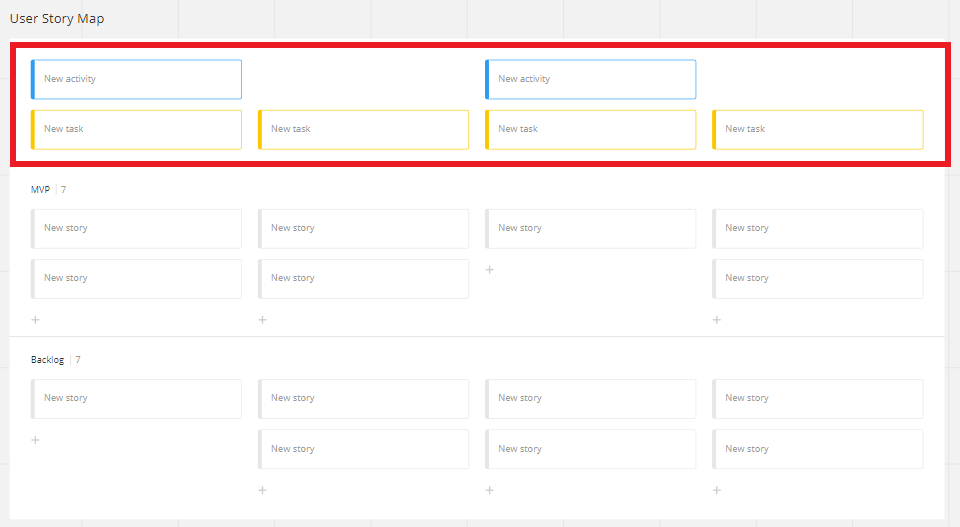 User Story Map
New activity New activity
New task New task New task New task
MVP 7
New story New story New story New story
New story New story New story
+ + + +
Backlog 7
New story New story New story New story
New story New story New story
+ + + +